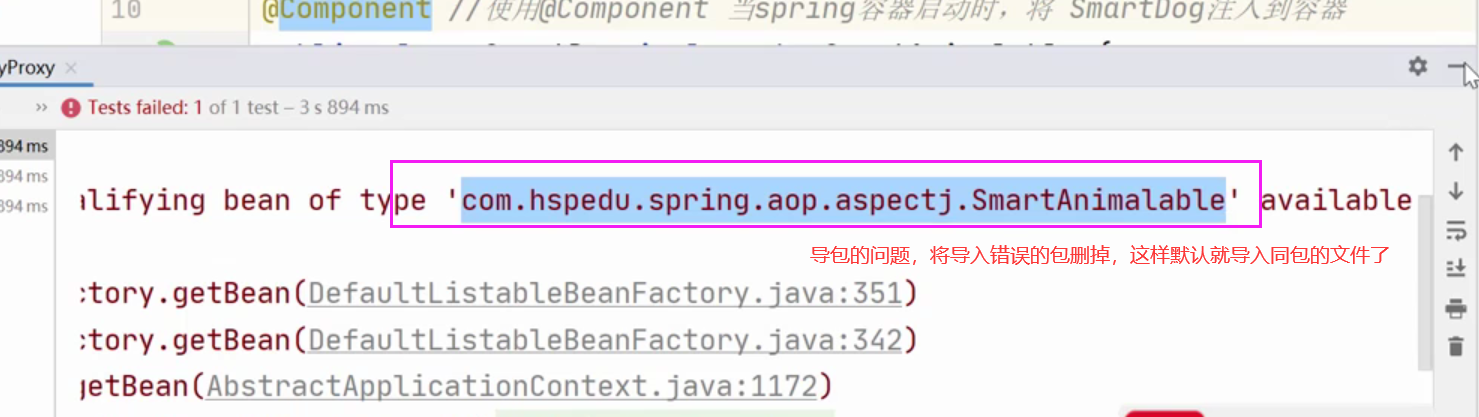 10 @Component //使用@Component 当spring容器启动时，将 SmartDog注入到容器
yProxy ×
» Tests failed: 1 of 1 test – 3 s 894 ms
894 ms
894 ms
894 ms
alifying bean of type 'com.hspedu.spring.aop.aspectj.SmartAnimalable' available
导包的问题，将导入错误的包删掉，这样默认就导入同包的文件了
ctory.getBean(DefaultListableBeanFactory.java:351)
ctory.getBean(DefaultListableBeanFactory.java:342)
getBean(AbstractApplicationContext.java:1172)